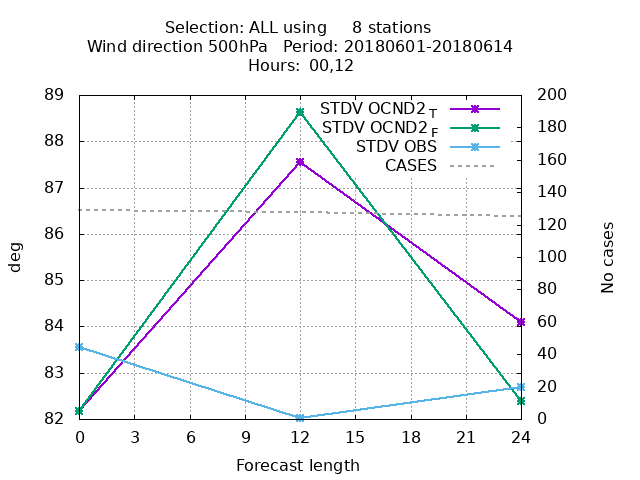 Selection: ALL using     8 stations
Wind direction 500hPa   Period: 20180601-20180614
Hours: 00,12
STDV OCND2 T
STDV OCND2 F
STDV OBS
CASES
89
88
87
86
85
84
83
82
200
180
160
140
120
100
80
60
40
20
0
deg
No cases
0 3 6 9 12 15 18 21 24
Forecast length